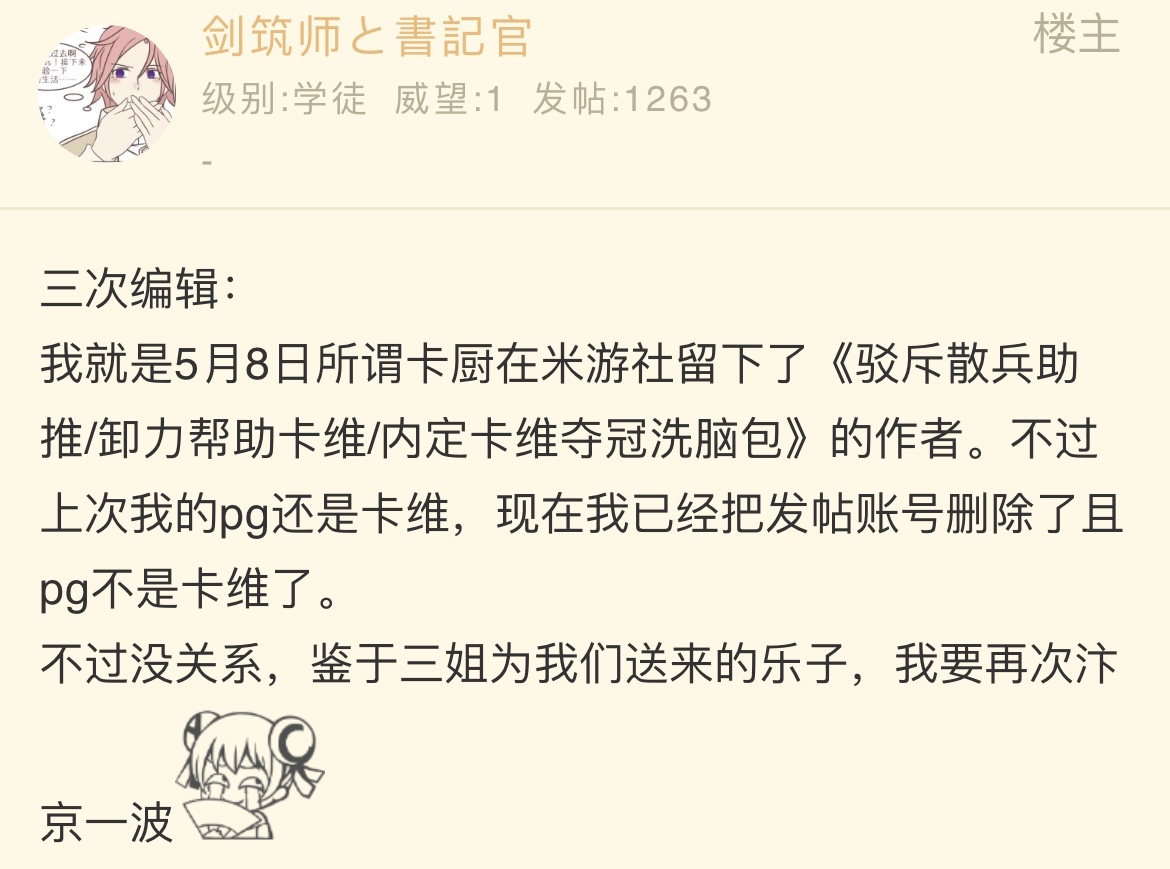 剑筑师と書記官
楼主
级别:学徒 威望:1 发帖:1263
-
三次编辑：
我就是5月8日所谓卡厨在米游社留下了《驳斥散兵助
推/卸力帮助卡维/内定卡维夺冠洗脑包》的作者。不过
上次我的pg还是卡维，现在我已经把发帖账号删除了且
pg不是卡维了。
不过没关系，鉴于三姐为我们送来的乐子，我要再次汴
京一波